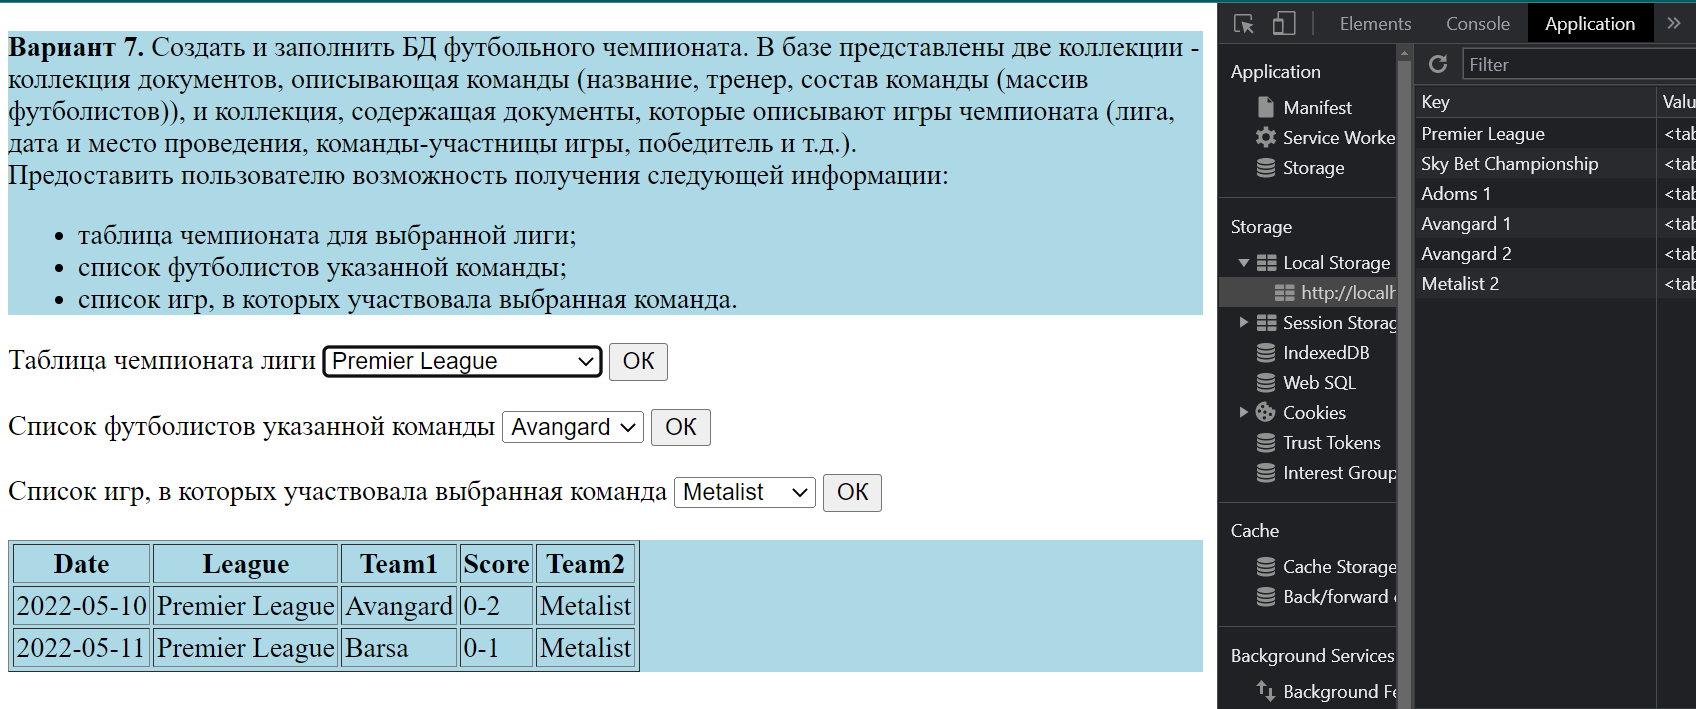 Вариант 7. Создать и заполнить БД футбольного чемпионата. В базе представлены две коллекции -
коллекция документов, описывающая команды (название, тренер, состав команды (массив
футболистов)), и коллекция, содержащая документы, которые описывают игры чемпионата (лига,
дата и место проведения, команды-участницы игры, победитель и т.д.).
Предоставить пользователю возможность получения следующей информации:
• таблица чемпионата для выбранной лиги;
• список футболистов указанной команды;
• список игр, в которых участвовала выбранная команда.
Таблица чемпионата лиги Premier League ОК
Список футболистов указанной команды Avangard ОК
Список игр, в которых участвовала выбранная команда Metalist ОК
Date League Team1 Score Team2
2022-05-10 Premier League Avangard 0-2 Metalist
2022-05-11 Premier League Barsa 0-1 Metalist
Elements Console Application »
Application
Manifest
Service Worke
Storage
Storage
Local Storage
http://localh
Session Storag
IndexedDB
Web SQL
Cookies
Trust Tokens
Interest Group
Cache
Cache Storage
Back/forward
Background Services
Background Fe
Filter
Key Valu
Premier League <tab
Sky Bet Championship <tab
Adoms 1 <tab
Avangard 1 <tab
Avangard 2 <tab
Metalist 2 <tab